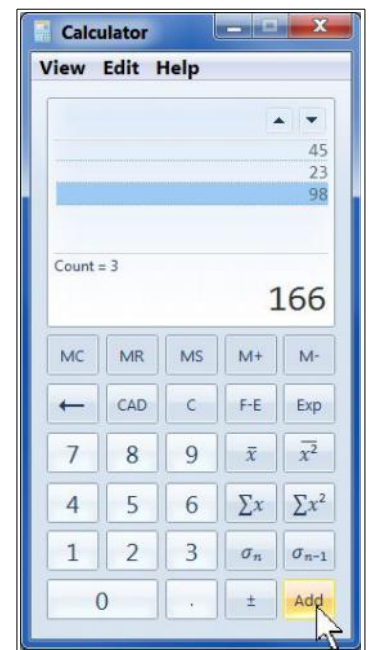 Calculator
View Edit Help
45
23
98
Count = 3
166
MC MR MS M+ M-
← CAD C F-E Exp
7 8 9 x̄ x̄²
4 5 6 ∑x ∑x²
1 2 3 σₙ σₙ₋₁
0 . ± Add